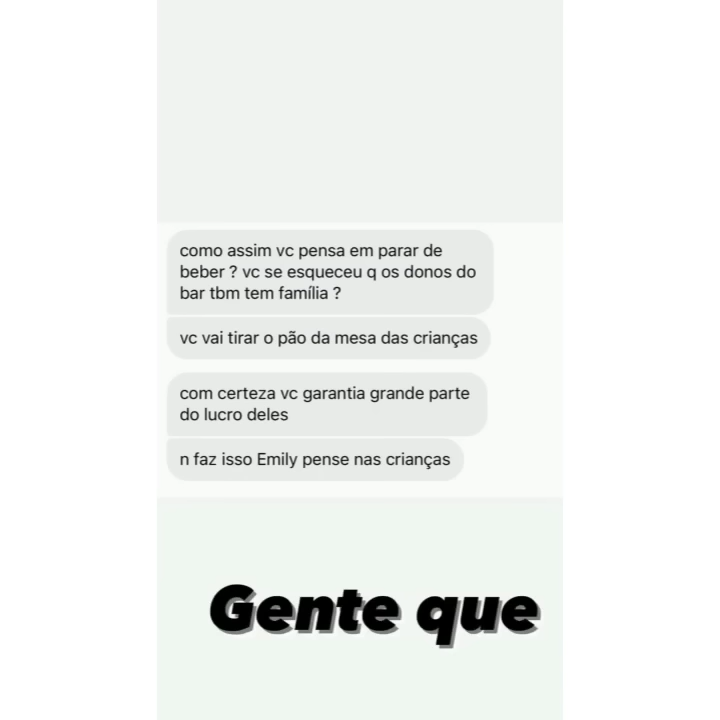 como assim vc pensa em parar de
beber ? vc se esqueceu q os donos do
bar tbm tem família ?
vc vai tirar o pão da mesa das crianças
com certeza vc garantia grande parte
do lucro deles
n faz isso Emily pense nas crianças
Gente que